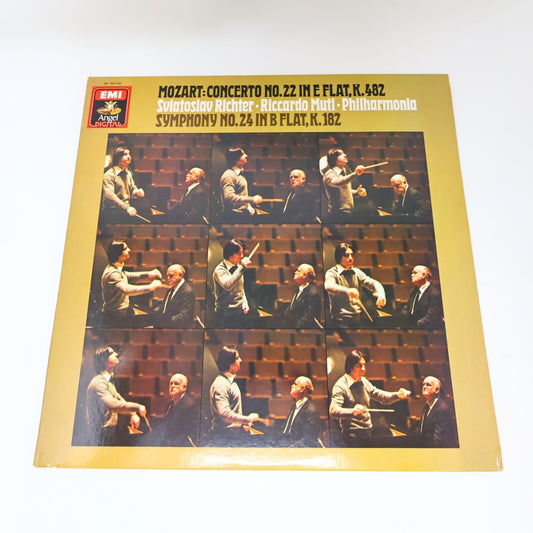 EMI
Angel
DIGITAL
MOZART: CONCERTO NO.22 IN E FLAT, K.482
Sviatoslav Richter · Riccardo Muti · Philharmonia
SYMPHONY NO.24 IN B FLAT, K.182